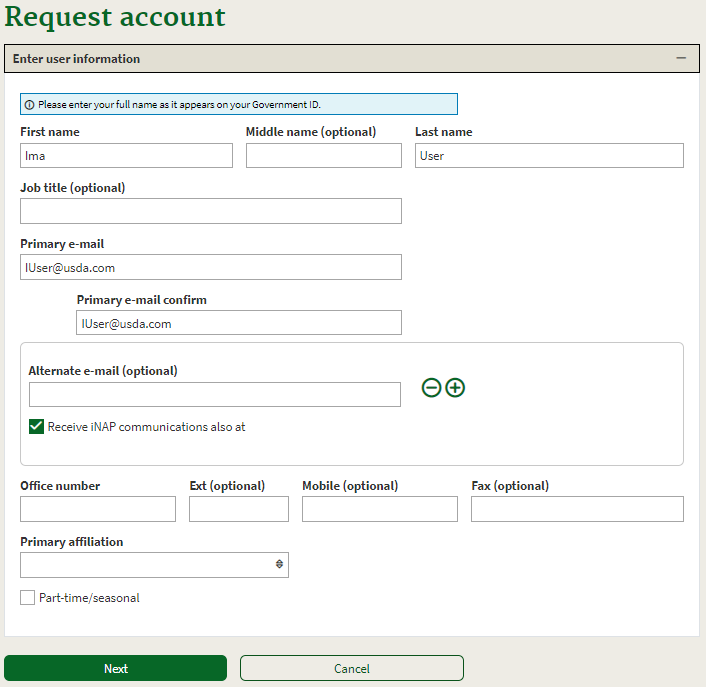 Request account
Enter user information
Please enter your full name as it appears on your Government ID.
First name Middle name (optional) Last name
Ima User
Job title (optional)
Primary e-mail
IUser@usda.com
Primary e-mail confirm
IUser@usda.com
Alternate e-mail (optional)
Receive iNAP communications also at
Office number Ext (optional) Mobile (optional) Fax (optional)
Primary affiliation
Part-time/seasonal
Next Cancel